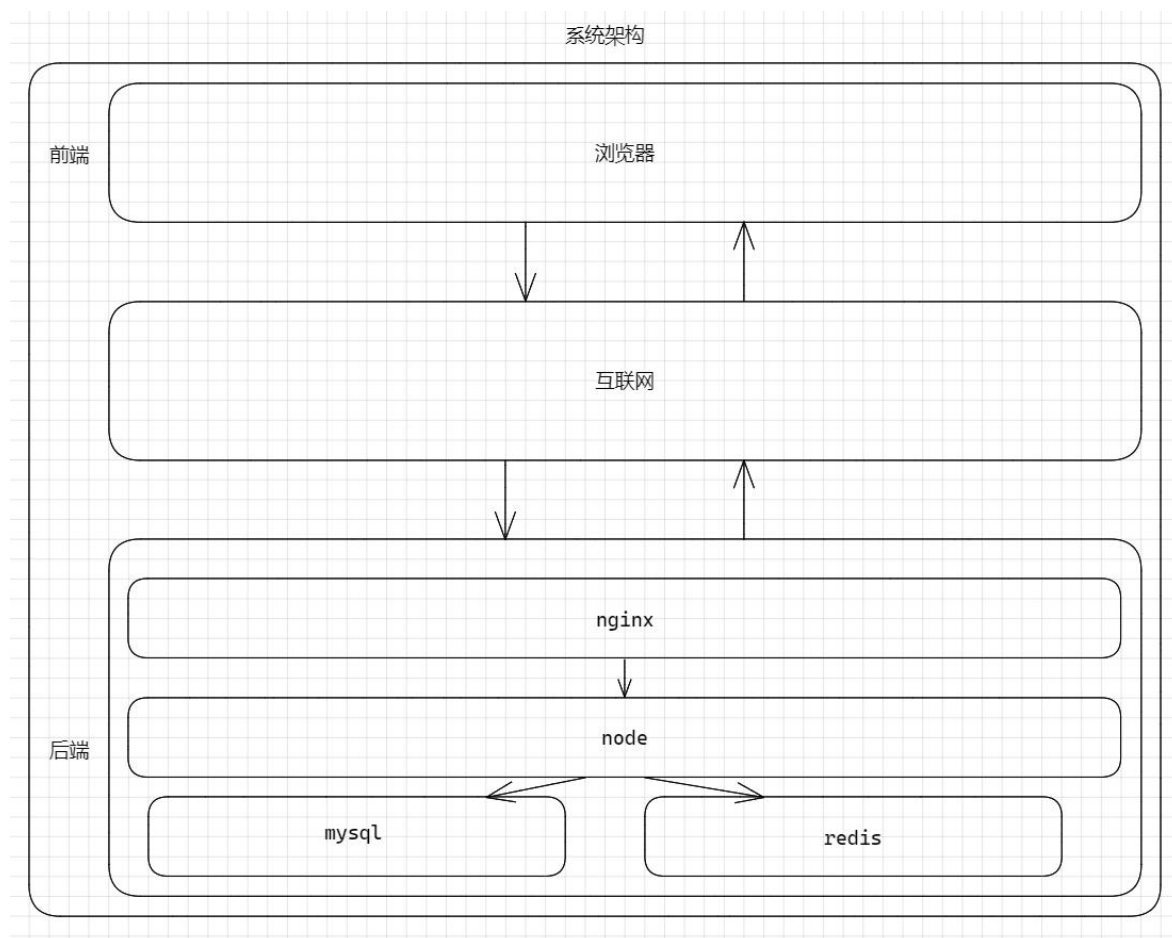 系统架构
前端
浏览器
互联网
nginx
后端
node
mysql
redis